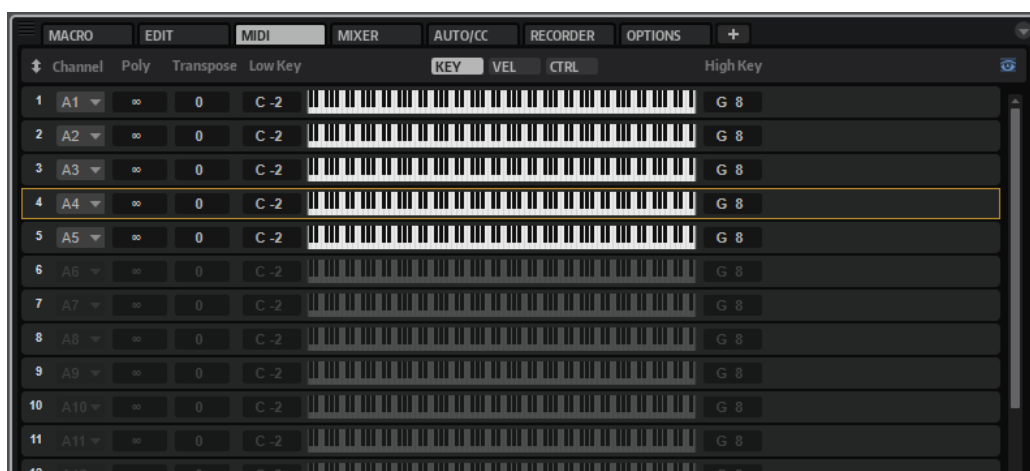 MACRO EDIT MIDI MIXER AUTO/CC RECORDER OPTIONS +
Channel Poly Transpose Low Key KEY VEL CTRL High Key
1 A1 ∞ 0 C -2 G 8
2 A2 ∞ 0 C -2 G 8
3 A3 ∞ 0 C -2 G 8
4 A4 ∞ 0 C -2 G 8
5 A5 ∞ 0 C -2 G 8
6 A6 ∞ 0 C -2 G 8
7 A7 ∞ 0 C -2 G 8
8 A8 ∞ 0 C -2 G 8
9 A9 ∞ 0 C -2 G 8
10 A10 ∞ 0 C -2 G 8
11 A11 ∞ 0 C -2 G 8